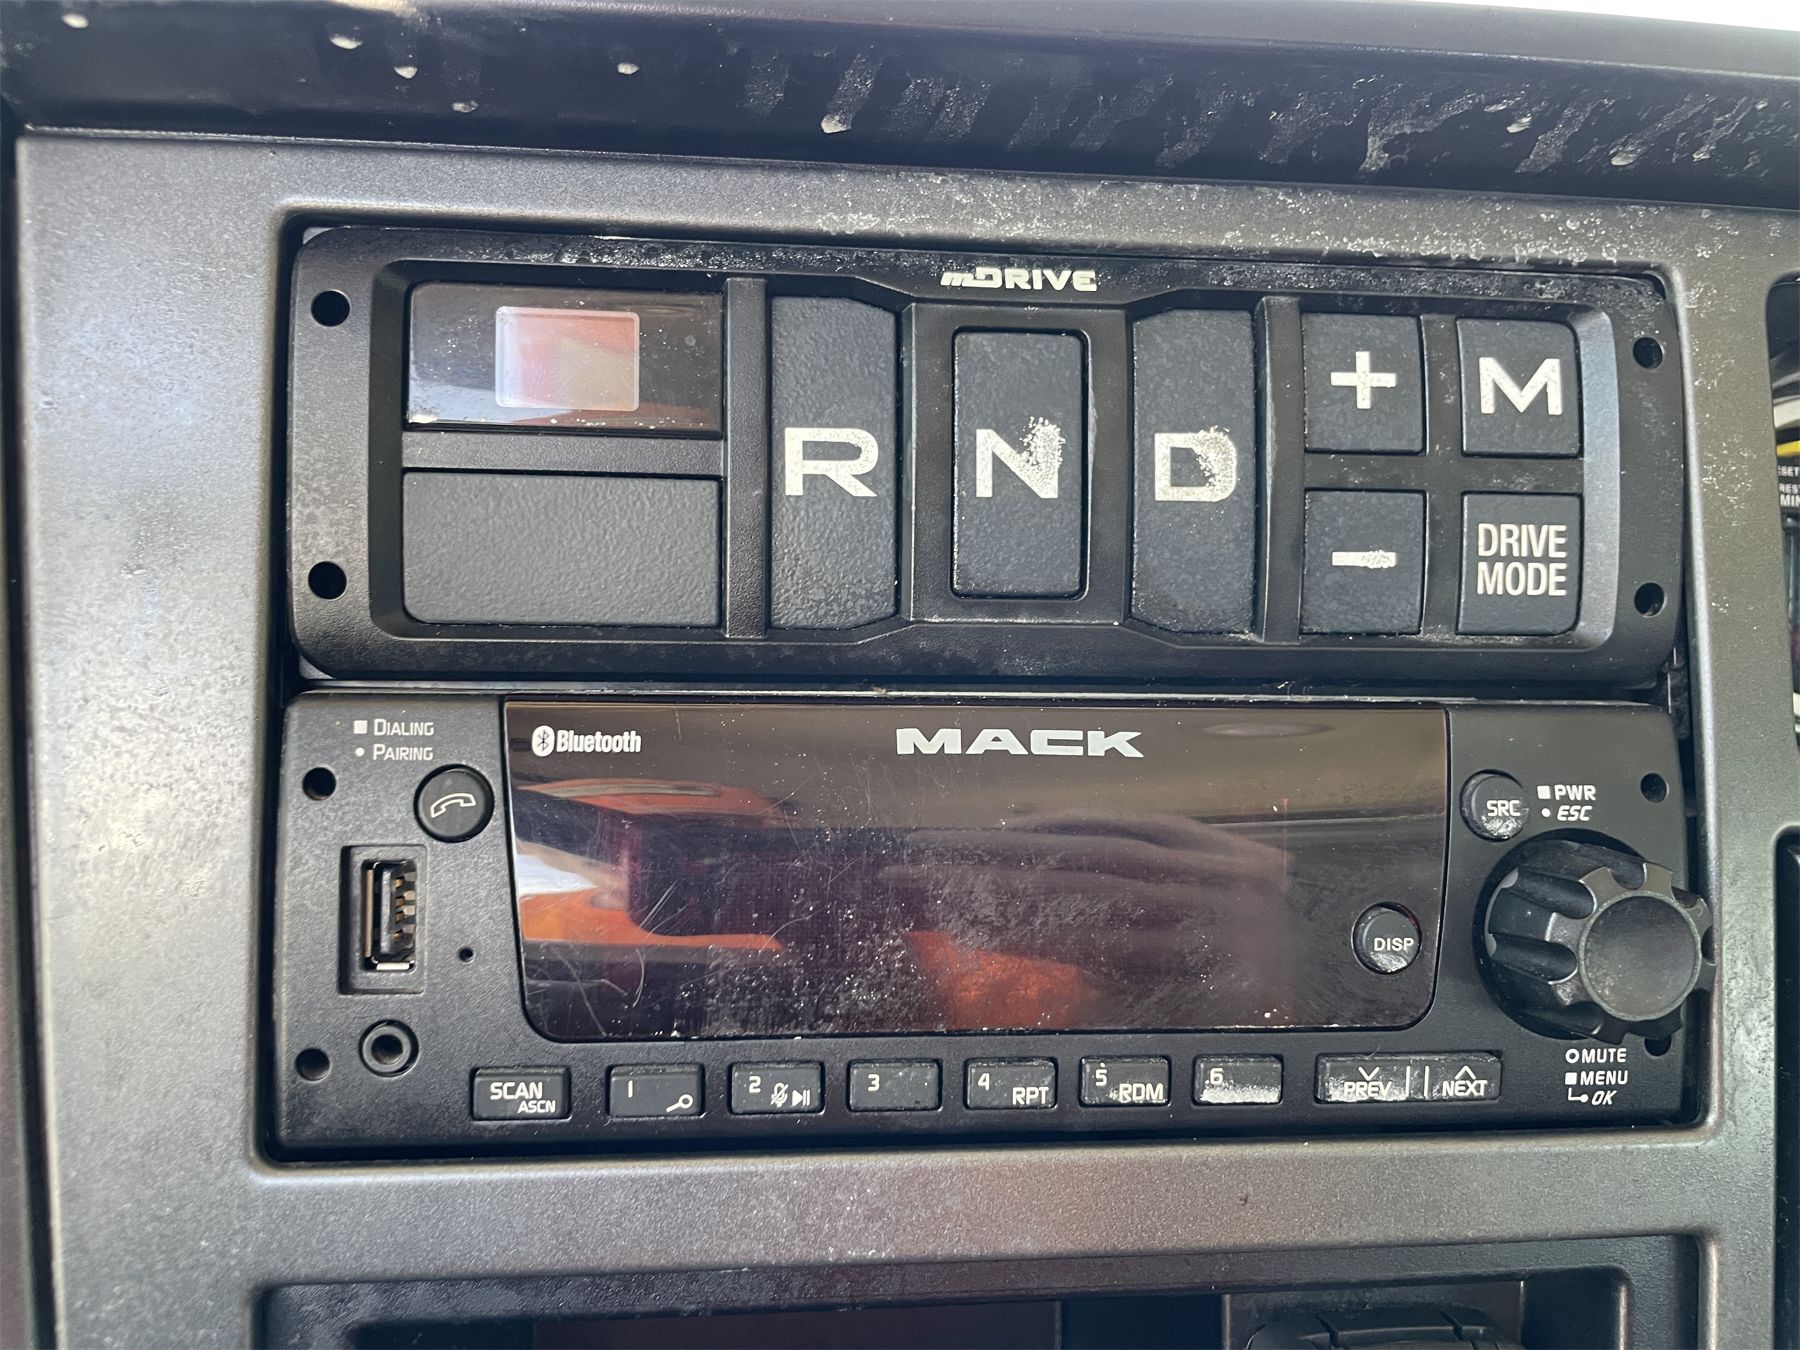 mDRIVE
R N D + M
- DRIVE
MODE
DIALING
PAIRING
Bluetooth
MACK
SRC
PWR
ESC
DISP
SCAN
ASCN
1
2
3
4
RPT
5
RDM
6
PREV
NEXT
MUTE
MENU
OK